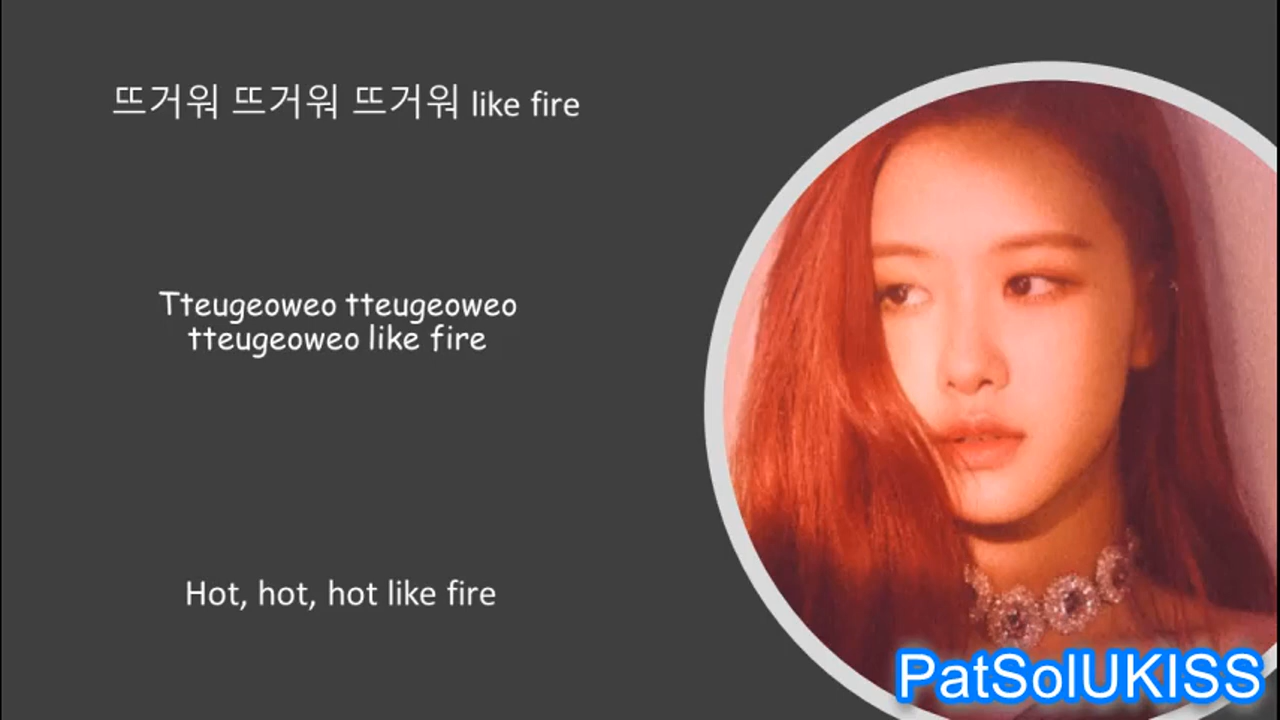 뜨거워 뜨거워 뜨거워 like fire
Tteugeoweo tteugeoweo
tteugeoweo like fire
Hot, hot, hot like fire
PatSolUKISS